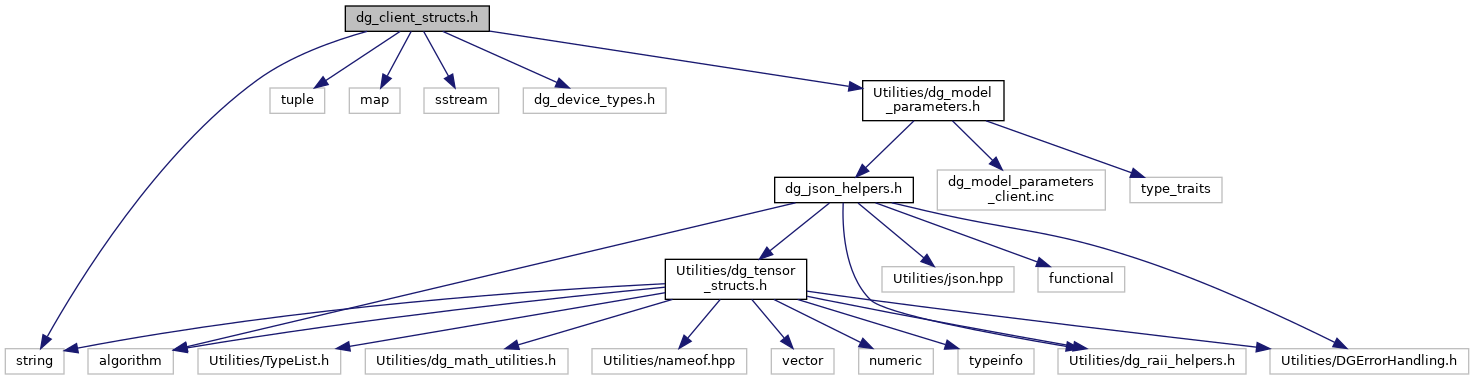 dg_client_structs.h
tuple
map
sstream
dg_device_types.h
Utilities/dg_model
_parameters.h
dg_json_helpers.h
dg_model_parameters
_client.inc
type_traits
Utilities/dg_tensor
_structs.h
Utilities/json.hpp
functional
string
algorithm
Utilities/TypeList.h
Utilities/dg_math_utilities.h
Utilities/nameof.hpp
vector
numeric
typeinfo
Utilities/dg_raii_helpers.h
Utilities/DGErrorHandling.h